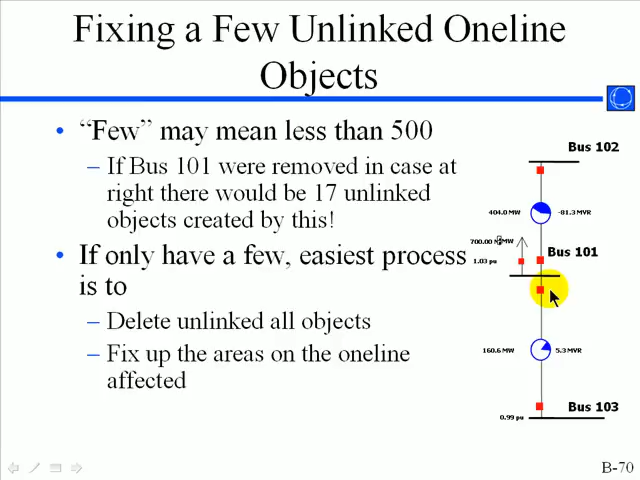 Fixing a Few Unlinked Oneline
Objects
• “Few” may mean less than 500
– If Bus 101 were removed in case at
right there would be 17 unlinked
objects created by this!
• If only have a few, easiest process
is to
– Delete unlinked all objects
– Fix up the areas on the oneline
affected
Bus 102
404.0 MW
-81.3 MVR
700.00 MW
1.03 pu
Bus 101
160.6 MW
5.3 MVR
Bus 103
0.99 pu
B-70